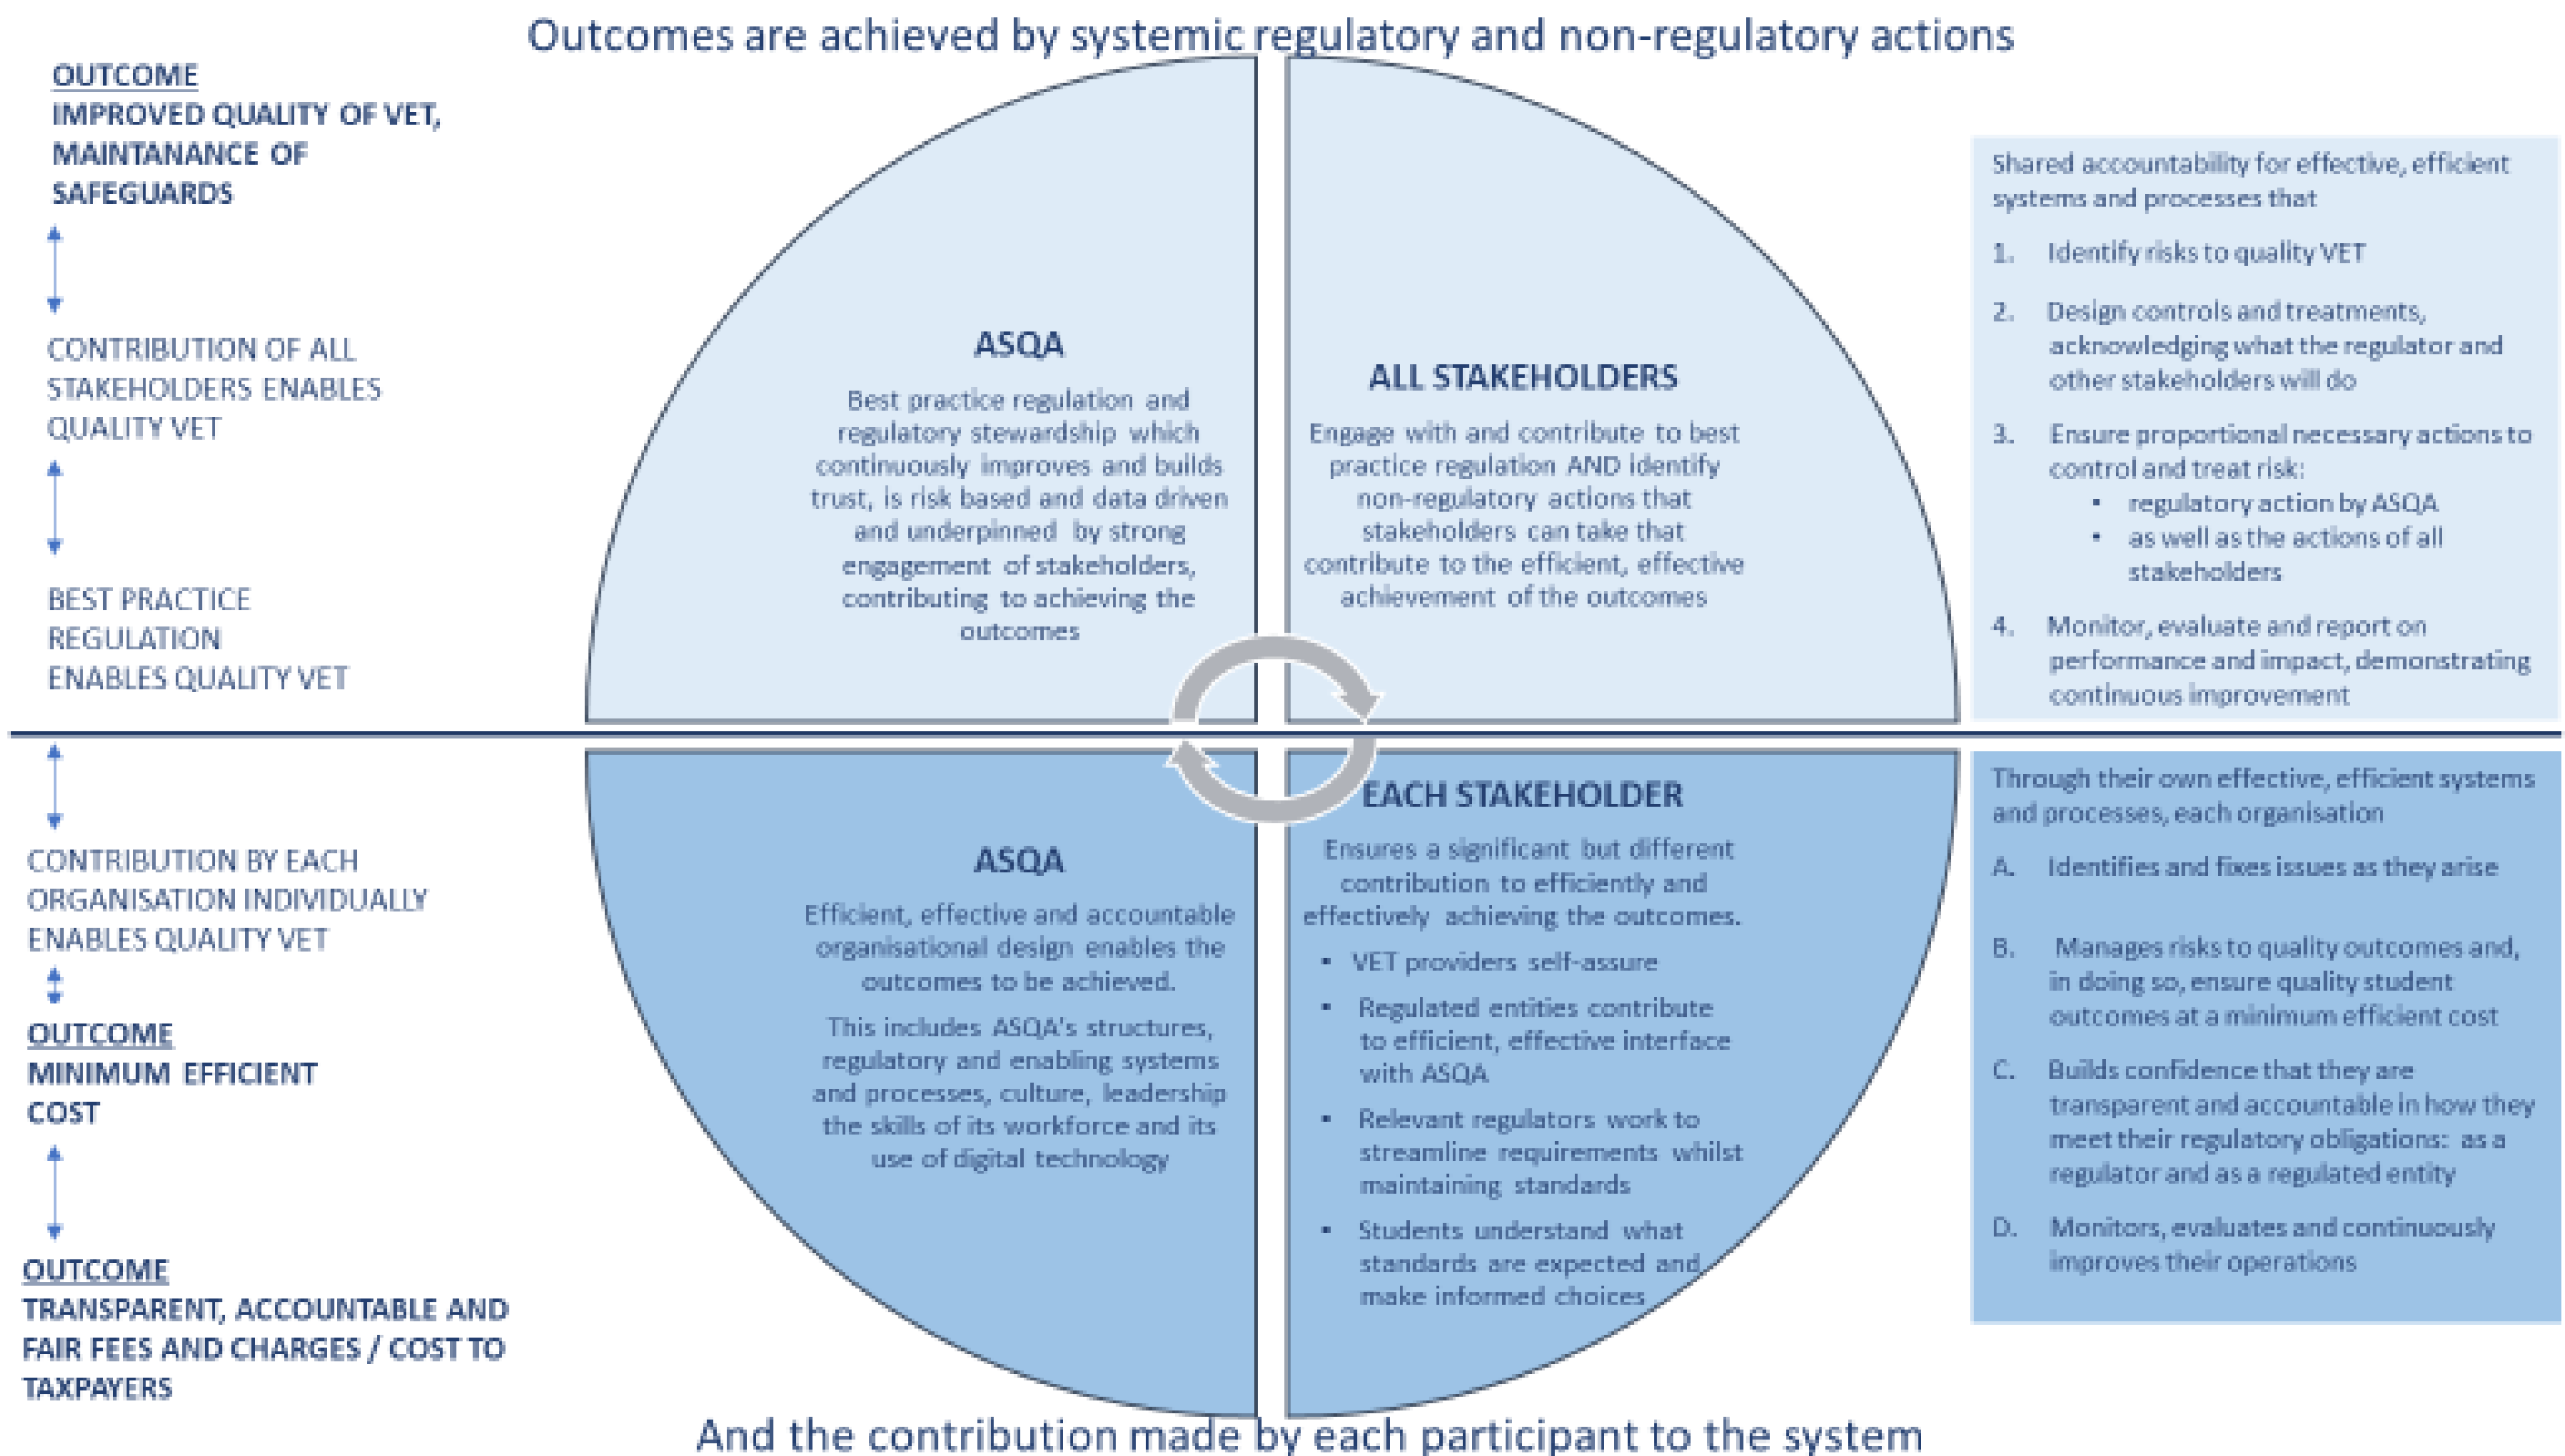 Outcomes are achieved by systemic regulatory and non-regulatory actions
OUTCOME
IMPROVED QUALITY OF VET,
MAINTANANCE OF
SAFEGUARDS
CONTRIBUTION OF ALL
STAKEHOLDERS ENABLES
QUALITY VET
BEST PRACTICE
REGULATION
ENABLES QUALITY VET
ASQA
Best practice regulation and
regulatory stewardship which
continuously improves and builds
trust, is risk based and data driven
and underpinned by strong
engagement of stakeholders,
contributing to achieving the
outcomes
ALL STAKEHOLDERS
Engage with and contribute to best
practice regulation AND identify
non-regulatory actions that
stakeholders can take that
contribute to the efficient, effective
achievement of the outcomes
Shared accountability for effective, efficient
systems and processes that
1. Identify risks to quality VET
2. Design controls and treatments,
acknowledging what the regulator and
other stakeholders will do
3. Ensure proportional necessary actions to
control and treat risk:
▪ regulatory action by ASQA
▪ as well as the actions of all
stakeholders
4. Monitor, evaluate and report on
performance and impact, demonstrating
continuous improvement
CONTRIBUTION BY EACH
ORGANISATION INDIVIDUALLY
ENABLES QUALITY VET
OUTCOME
MINIMUM EFFICIENT
COST
OUTCOME
TRANSPARENT, ACCOUNTABLE AND
FAIR FEES AND CHARGES / COST TO
TAXPAYERS
ASQA
Efficient, effective and accountable
organisational design enables the
outcomes to be achieved.
This includes ASQA's structures,
regulatory and enabling systems
and processes, culture, leadership
the skills of its workforce and its
use of digital technology
EACH STAKEHOLDER
Ensures a significant but different
contribution to efficiently and
effectively achieving the outcomes.
▪ VET providers self-assure
▪ Regulated entities contribute
to efficient, effective interface
with ASQA
▪ Relevant regulators work to
streamline requirements whilst
maintaining standards
▪ Students understand what
standards are expected and
make informed choices
Through their own effective, efficient systems
and processes, each organisation
A. Identifies and fixes issues as they arise
B. Manages risks to quality outcomes and,
in doing so, ensure quality student
outcomes at a minimum efficient cost
C. Builds confidence that they are
transparent and accountable in how they
meet their regulatory obligations: as a
regulator and as a regulated entity
D. Monitors, evaluates and continuously
improves their operations
And the contribution made by each participant to the system